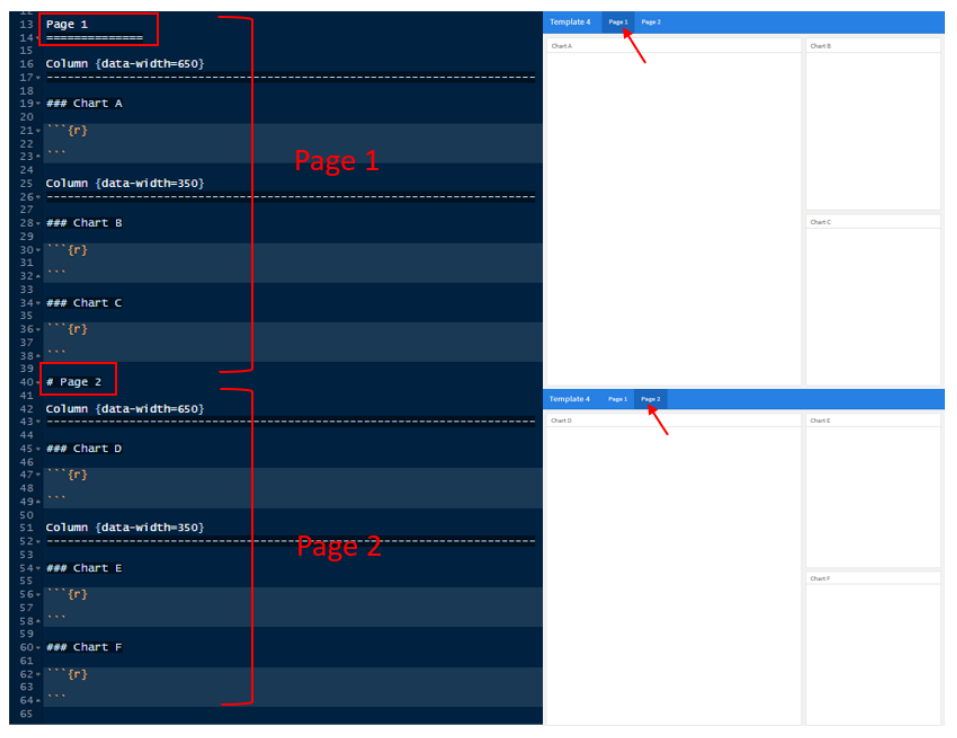 12
13 Page 1
14 ==============
15
16 Column {data-width=650}
17 -----------------------------------------------------------------------
18
19 ### Chart A
20
21 ```{r}
22
23 ```
24
25 Column {data-width=350}
26 -----------------------------------------------------------------------
27
28 ### Chart B
29
30 ```{r}
31
32 ```
33
34 ### Chart C
35
36 ```{r}
37
38 ```
39
40 # Page 2
41
42 Column {data-width=650}
43 -----------------------------------------------------------------------
44
45 ### Chart D
46
47 ```{r}
48
49 ```
50
51 Column {data-width=350}
52 -----------------------------------------------------------------------
53
54 ### Chart E
55
56 ```{r}
57
58 ```
59
60 ### Chart F
61
62 ```{r}
63
64 ```
65
Page 1
Page 2
Template 4 Page 1 Page 2
Chart A
Chart B
Chart C
Template 4 Page 1 Page 2
Chart D
Chart E
Chart F